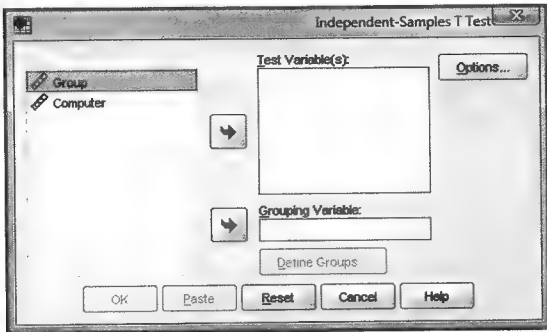 Independent-Samples T Test
Group
Computer
Test Variable(s):
Options...
Grouping Variable:
Define Groups
OK
Paste
Reset
Cancel
Help